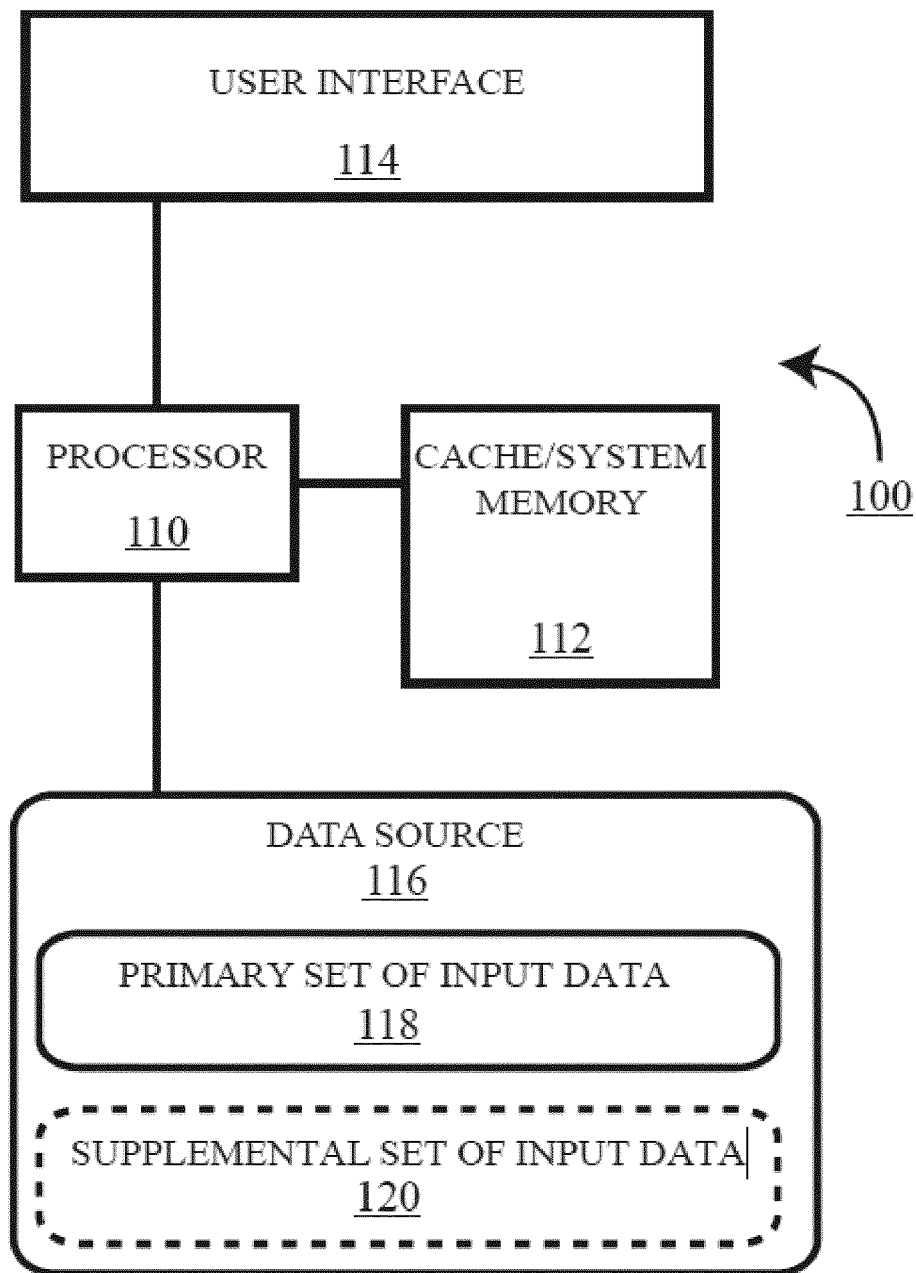 USER INTERFACE
114
PROCESSOR
110
CACHE/SYSTEM
MEMORY
112
100
DATA SOURCE
116
PRIMARY SET OF INPUT DATA
118
SUPPLEMENTAL SET OF INPUT DATA
120